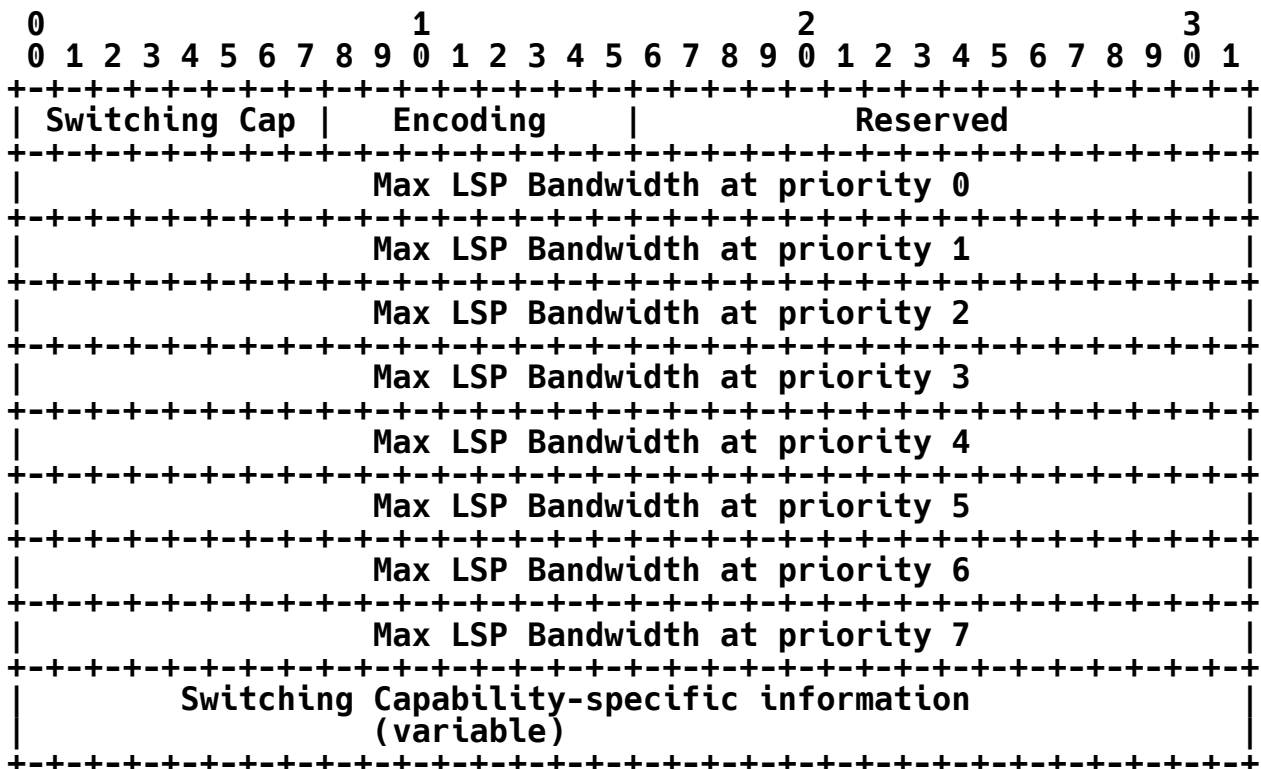 0                   1                   2                   3
 0 1 2 3 4 5 6 7 8 9 0 1 2 3 4 5 6 7 8 9 0 1 2 3 4 5 6 7 8 9 0 1
+-+-+-+-+-+-+-+-+-+-+-+-+-+-+-+-+-+-+-+-+-+-+-+-+-+-+-+-+-+-+-+-+
| Switching Cap |   Encoding    |           Reserved            |
+-+-+-+-+-+-+-+-+-+-+-+-+-+-+-+-+-+-+-+-+-+-+-+-+-+-+-+-+-+-+-+-+
|                  Max LSP Bandwidth at priority 0              |
+-+-+-+-+-+-+-+-+-+-+-+-+-+-+-+-+-+-+-+-+-+-+-+-+-+-+-+-+-+-+-+-+
|                  Max LSP Bandwidth at priority 1              |
+-+-+-+-+-+-+-+-+-+-+-+-+-+-+-+-+-+-+-+-+-+-+-+-+-+-+-+-+-+-+-+-+
|                  Max LSP Bandwidth at priority 2              |
+-+-+-+-+-+-+-+-+-+-+-+-+-+-+-+-+-+-+-+-+-+-+-+-+-+-+-+-+-+-+-+-+
|                  Max LSP Bandwidth at priority 3              |
+-+-+-+-+-+-+-+-+-+-+-+-+-+-+-+-+-+-+-+-+-+-+-+-+-+-+-+-+-+-+-+-+
|                  Max LSP Bandwidth at priority 4              |
+-+-+-+-+-+-+-+-+-+-+-+-+-+-+-+-+-+-+-+-+-+-+-+-+-+-+-+-+-+-+-+-+
|                  Max LSP Bandwidth at priority 5              |
+-+-+-+-+-+-+-+-+-+-+-+-+-+-+-+-+-+-+-+-+-+-+-+-+-+-+-+-+-+-+-+-+
|                  Max LSP Bandwidth at priority 6              |
+-+-+-+-+-+-+-+-+-+-+-+-+-+-+-+-+-+-+-+-+-+-+-+-+-+-+-+-+-+-+-+-+
|                  Max LSP Bandwidth at priority 7              |
+-+-+-+-+-+-+-+-+-+-+-+-+-+-+-+-+-+-+-+-+-+-+-+-+-+-+-+-+-+-+-+-+
|        Switching Capability-specific information              |
|                  (variable)                                   |
+-+-+-+-+-+-+-+-+-+-+-+-+-+-+-+-+-+-+-+-+-+-+-+-+-+-+-+-+-+-+-+-+